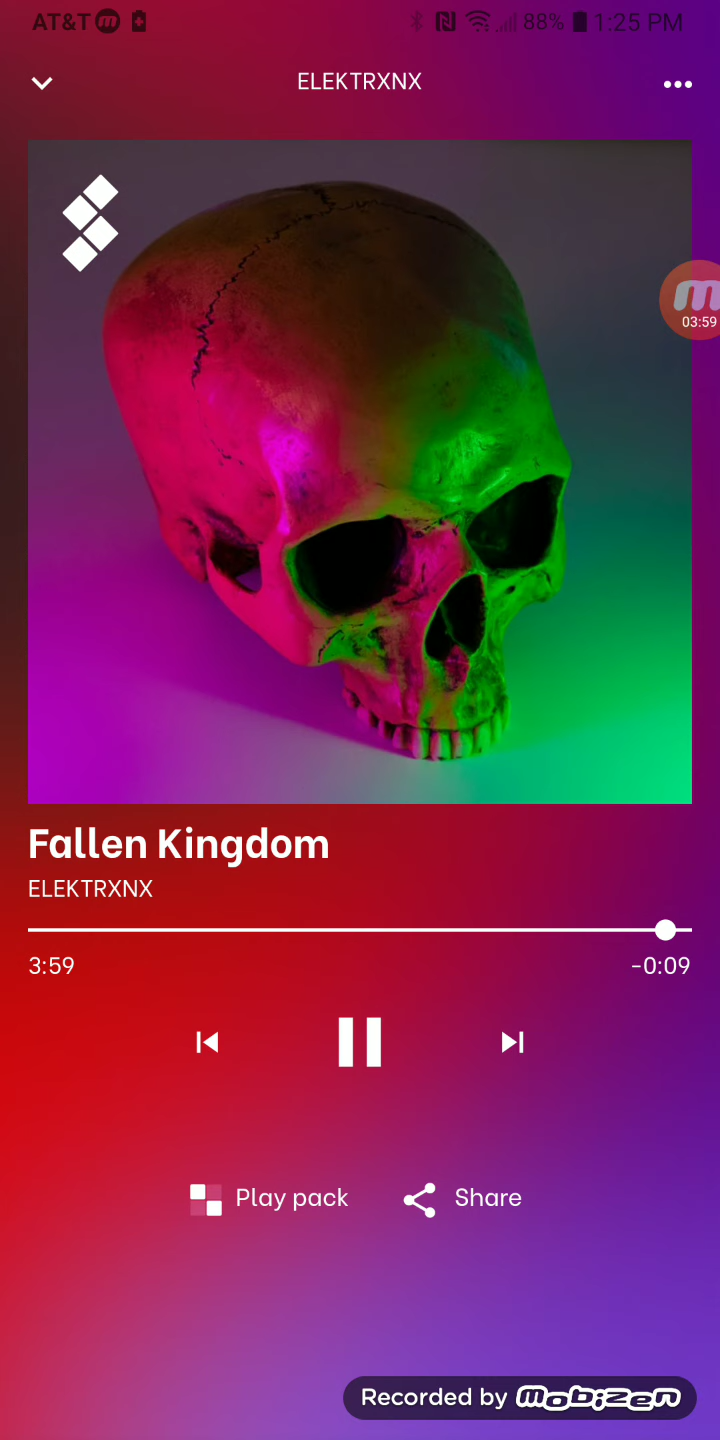 AT&T m 88% 1:25 PM
ELEKTRXNX
m
03:59
Fallen Kingdom
ELEKTRXNX
3:59 -0:09
Play pack Share
Recorded by mobizen